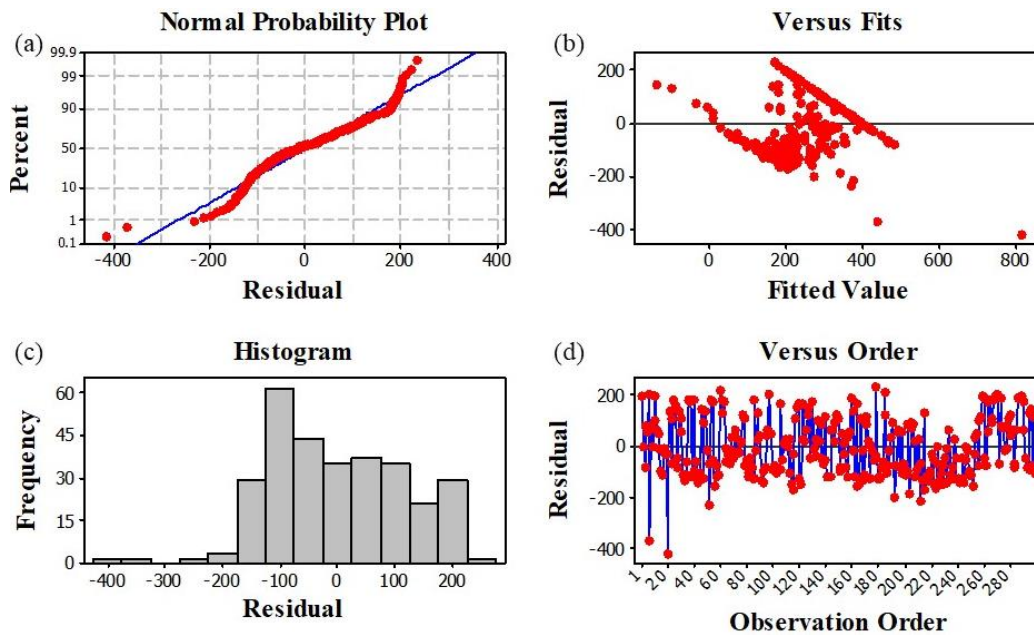 (a) Normal Probability Plot
Percent
99.9
99
90
50
10
1
0.1
-400 -200 0 200 400
Residual
(b) Versus Fits
Residual
200
0
-200
-400
0 200 400 600 800
Fitted Value
(c) Histogram
Frequency
60
45
30
15
0
-400 -300 -200 -100 0 100 200
Residual
(d) Versus Order
Residual
200
0
-200
-400
1 20 40 60 80 100 120 140 160 180 200 220 240 260 280
Observation Order